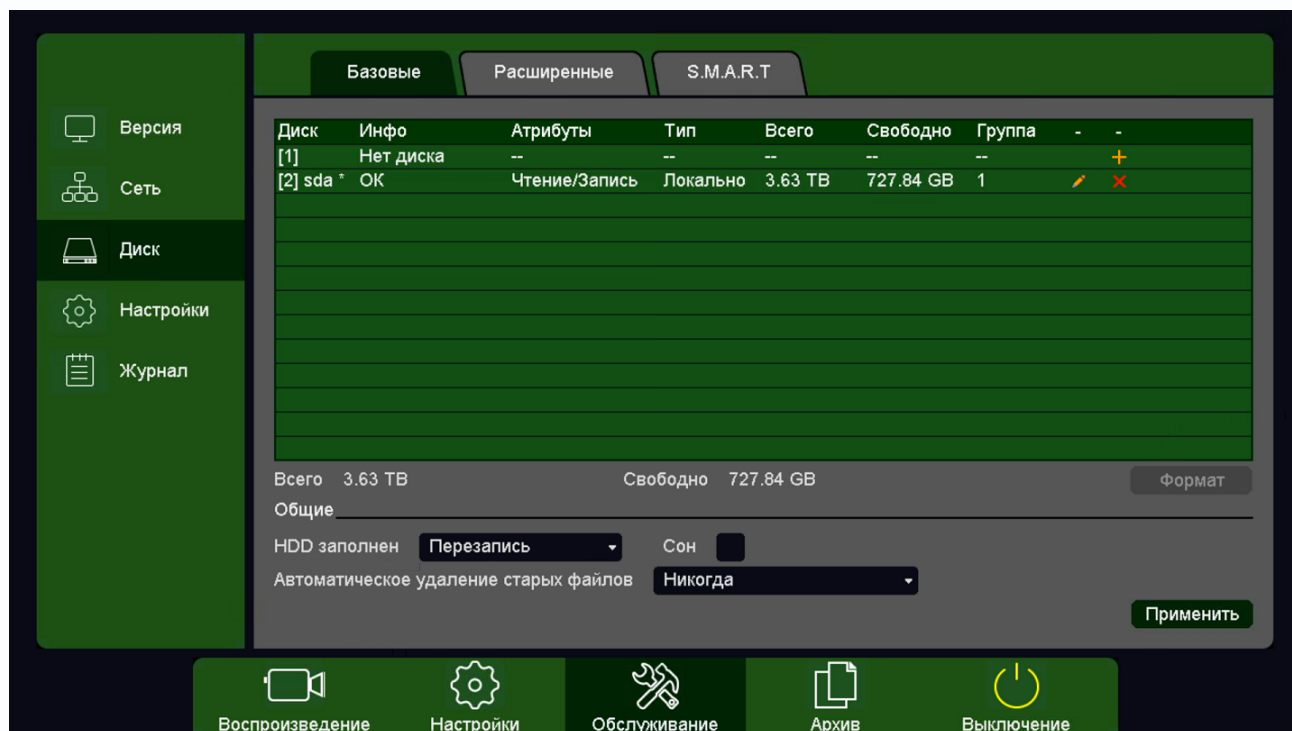 Базовые Расширенные S.M.A.R.T
Версия
Сеть
Диск
Настройки
Журнал
Диск Инфо Атрибуты Тип Всего Свободно Группа - -
[1] Нет диска -- -- -- -- --
[2] sda * ОК Чтение/Запись Локально 3.63 TB 727.84 GB 1
Всего 3.63 TB Свободно 727.84 GB Формат
Общие
HDD заполнен Перезапись Сон
Автоматическое удаление старых файлов Никогда
Применить
Воспроизведение Настройки Обслуживание Архив Выключение